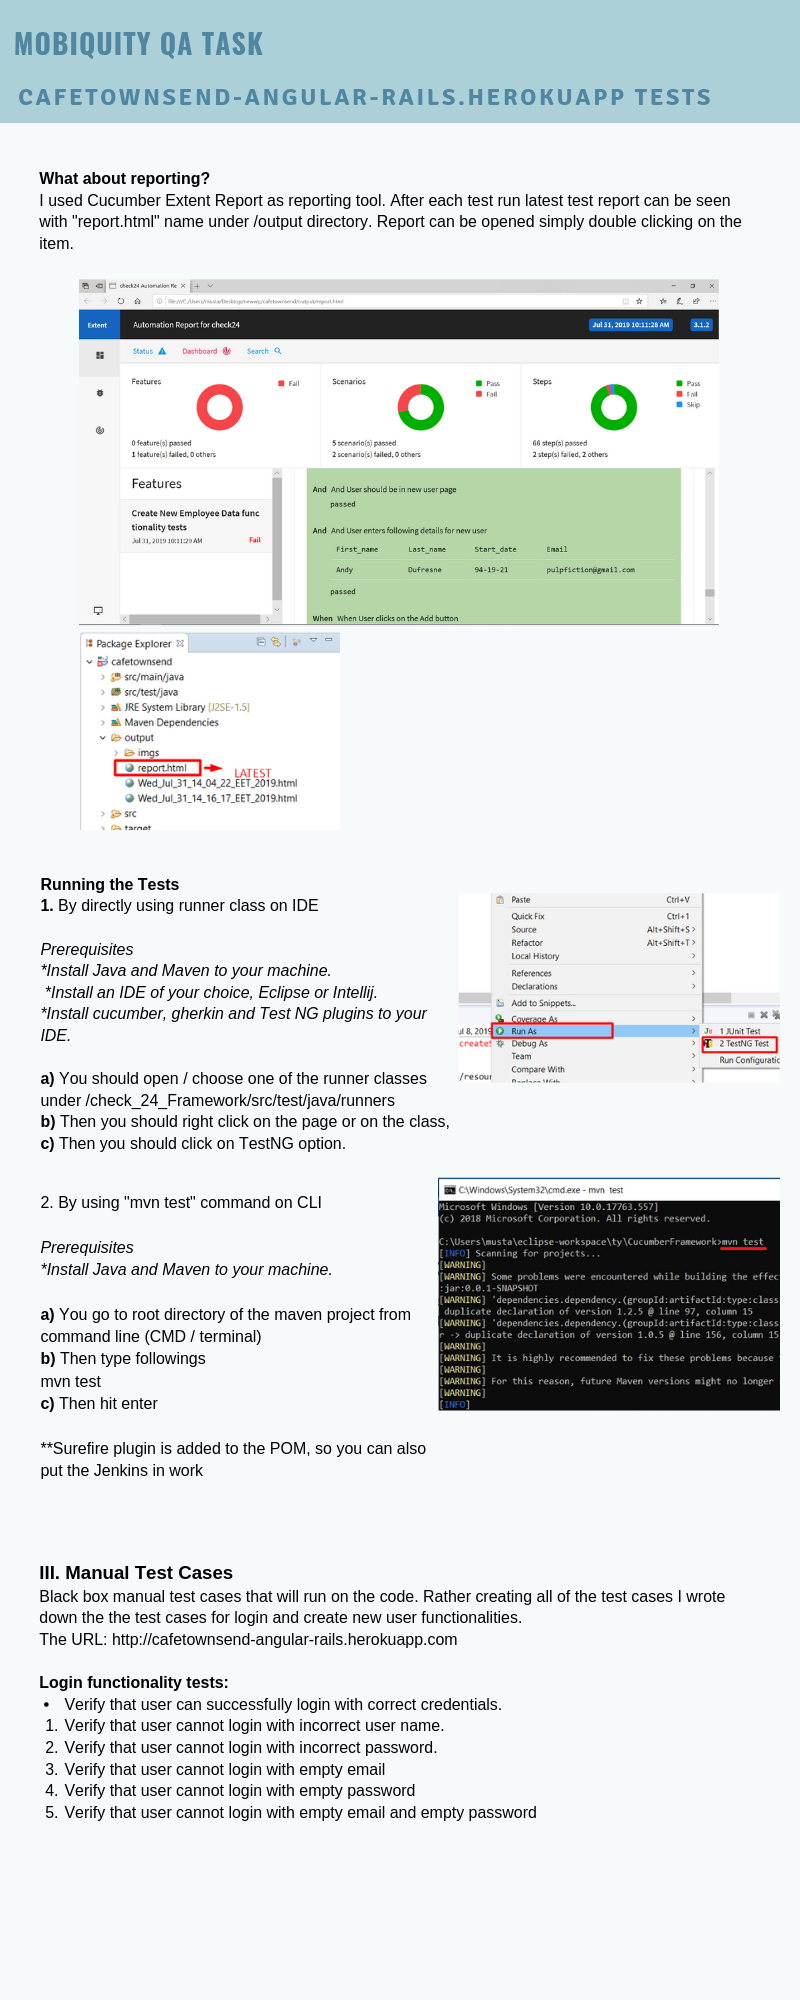 MOBIQUITY QA TASK
CAFETOWNSEND-ANGULAR-RAILS.HEROKUAPP TESTS
What about reporting?
I used Cucumber Extent Report as reporting tool. After each test run latest test report can be seen
with "report.html" name under /output directory. Report can be opened simply double clicking on the
item.
check24 Automation Re
file:///C:/Users/musta/Desktop/newwp/cafetownsend/output/report.html
Extent
Automation Report for check24
Jul 31, 2019 10:11:28 AM
3.1.2
Status
Dashboard
Search
Features
Fail
0 feature(s) passed
1 feature(s) failed, 0 others
Scenarios
Pass
Fail
5 scenario(s) passed
2 scenario(s) failed, 0 others
Steps
Pass
Fail
Skip
66 step(s) passed
2 step(s) failed, 2 others
Features
Create New Employee Data func
tionality tests
Jul 31, 2019 10:11:29 AM
Fail
And And User should be in new user page
passed
And And User enters following details for new user
First_name Last_name Start_date Email
Andy Dufresne 94-19-21 pulpfiction@gmail.com
passed
When When User clicks on the Add button
Package Explorer
cafetownsend
src/main/java
src/test/java
JRE System Library [J2SE-1.5]
Maven Dependencies
output
imgs
report.html
LATEST
Wed_Jul_31_14_04_22_EET_2019.html
Wed_Jul_31_14_16_17_EET_2019.html
src
target
Running the Tests
1. By directly using runner class on IDE
Prerequisites
*Install Java and Maven to your machine.
*Install an IDE of your choice, Eclipse or Intellij.
*Install cucumber, gherkin and Test NG plugins to your
IDE.
a) You should open / choose one of the runner classes
under /check_24_Framework/src/test/java/runners
b) Then you should right click on the page or on the class,
c) Then you should click on TestNG option.
Paste Ctrl+V
Quick Fix Ctrl+1
Source Alt+Shift+S >
Refactor Alt+Shift+T >
Local History >
References >
Declarations >
Add to Snippets...
Coverage As >
Run As >
Debug As >
Team >
Compare With >
Replace With >
ul 8, 2019
createS
/resour
1 JUnit Test
2 TestNG Test
Run Configuratic
2. By using "mvn test" command on CLI
Prerequisites
*Install Java and Maven to your machine.
a) You go to root directory of the maven project from
command line (CMD / terminal)
b) Then type followings
mvn test
c) Then hit enter
**Surefire plugin is added to the POM, so you can also
put the Jenkins in work
C:\Windows\System32\cmd.exe - mvn test
Microsoft Windows [Version 10.0.17763.557]
(c) 2018 Microsoft Corporation. All rights reserved.
C:\Users\musta\eclipse-workspace\ty\CucumberFramework>mvn test
[INFO] Scanning for projects...
[WARNING]
[WARNING] Some problems were encountered while building the effec
:jar:0.0.1-SNAPSHOT
[WARNING] 'dependencies.dependency.(groupId:artifactId:type:class
duplicate declaration of version 1.2.5 @ line 97, column 15
[WARNING] 'dependencies.dependency.(groupId:artifactId:type:class
r -> duplicate declaration of version 1.0.5 @ line 156, column 15
[WARNING]
[WARNING] It is highly recommended to fix these problems because
[WARNING]
[WARNING] For this reason, future Maven versions might no longer
[WARNING]
[INFO]
III. Manual Test Cases
Black box manual test cases that will run on the code. Rather creating all of the test cases I wrote
down the the test cases for login and create new user functionalities.
The URL: http://cafetownsend-angular-rails.herokuapp.com
Login functionality tests:
• Verify that user can successfully login with correct credentials.
1. Verify that user cannot login with incorrect user name.
2. Verify that user cannot login with incorrect password.
3. Verify that user cannot login with empty email
4. Verify that user cannot login with empty password
5. Verify that user cannot login with empty email and empty password